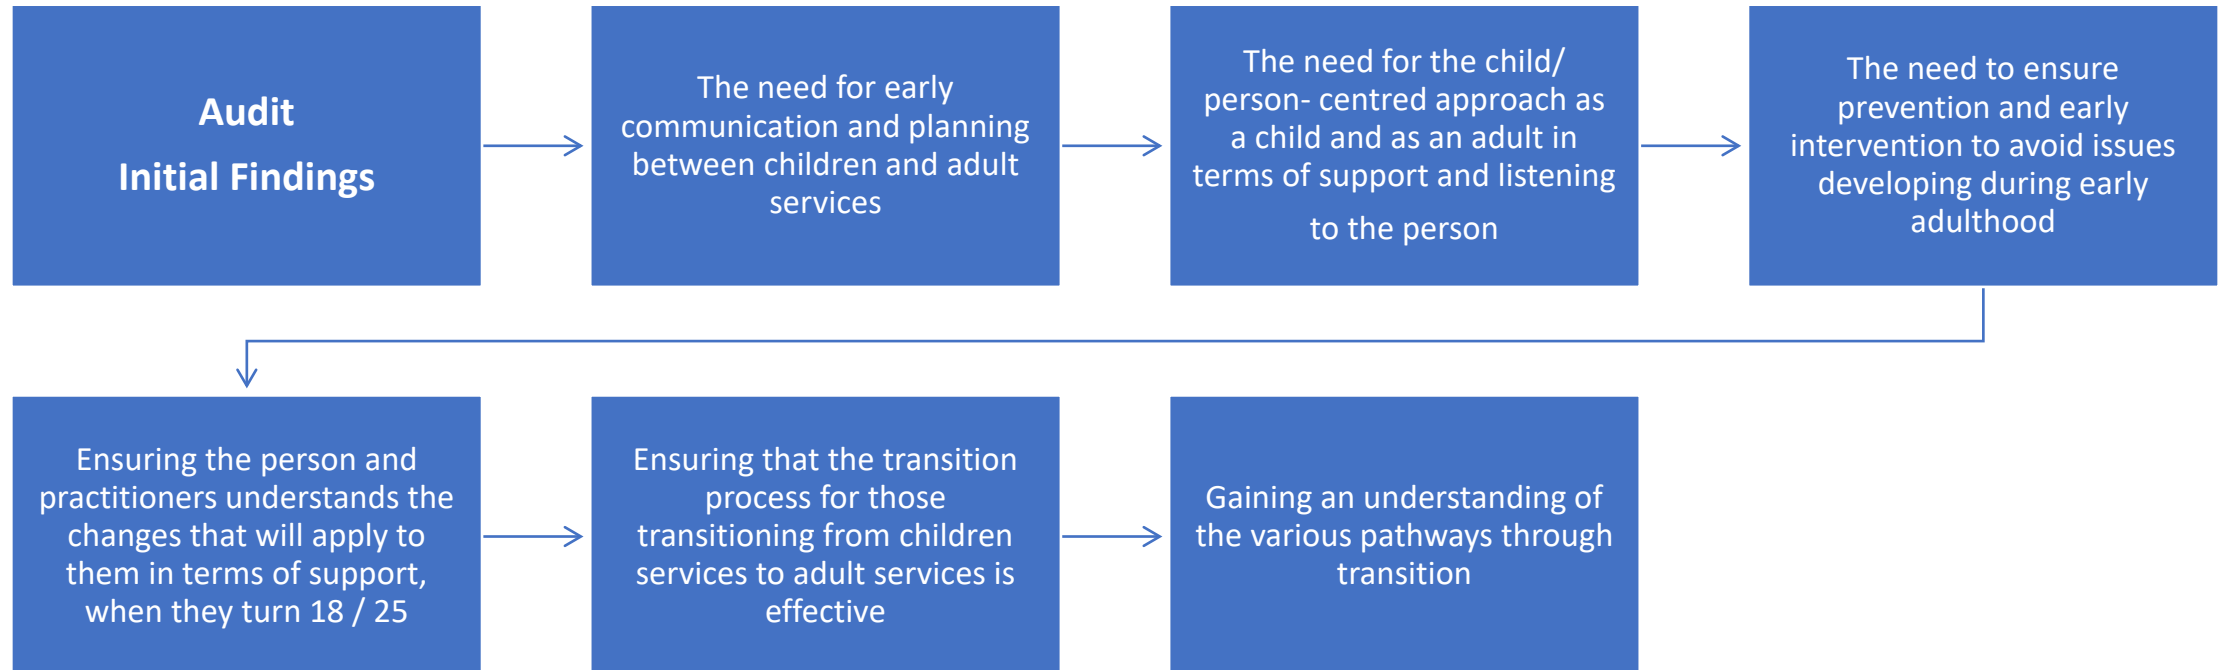 Audit
Initial Findings
The need for early
communication and planning
between children and adult
services
The need for the child/
person- centred approach as
a child and as an adult in
terms of support and listening
to the person
The need to ensure
prevention and early
intervention to avoid issues
developing during early
adulthood
Ensuring the person and
practitioners understands the
changes that will apply to
them in terms of support,
when they turn 18 / 25
Ensuring that the transition
process for those
transitioning from children
services to adult services is
effective
Gaining an understanding of
the various pathways through
transition